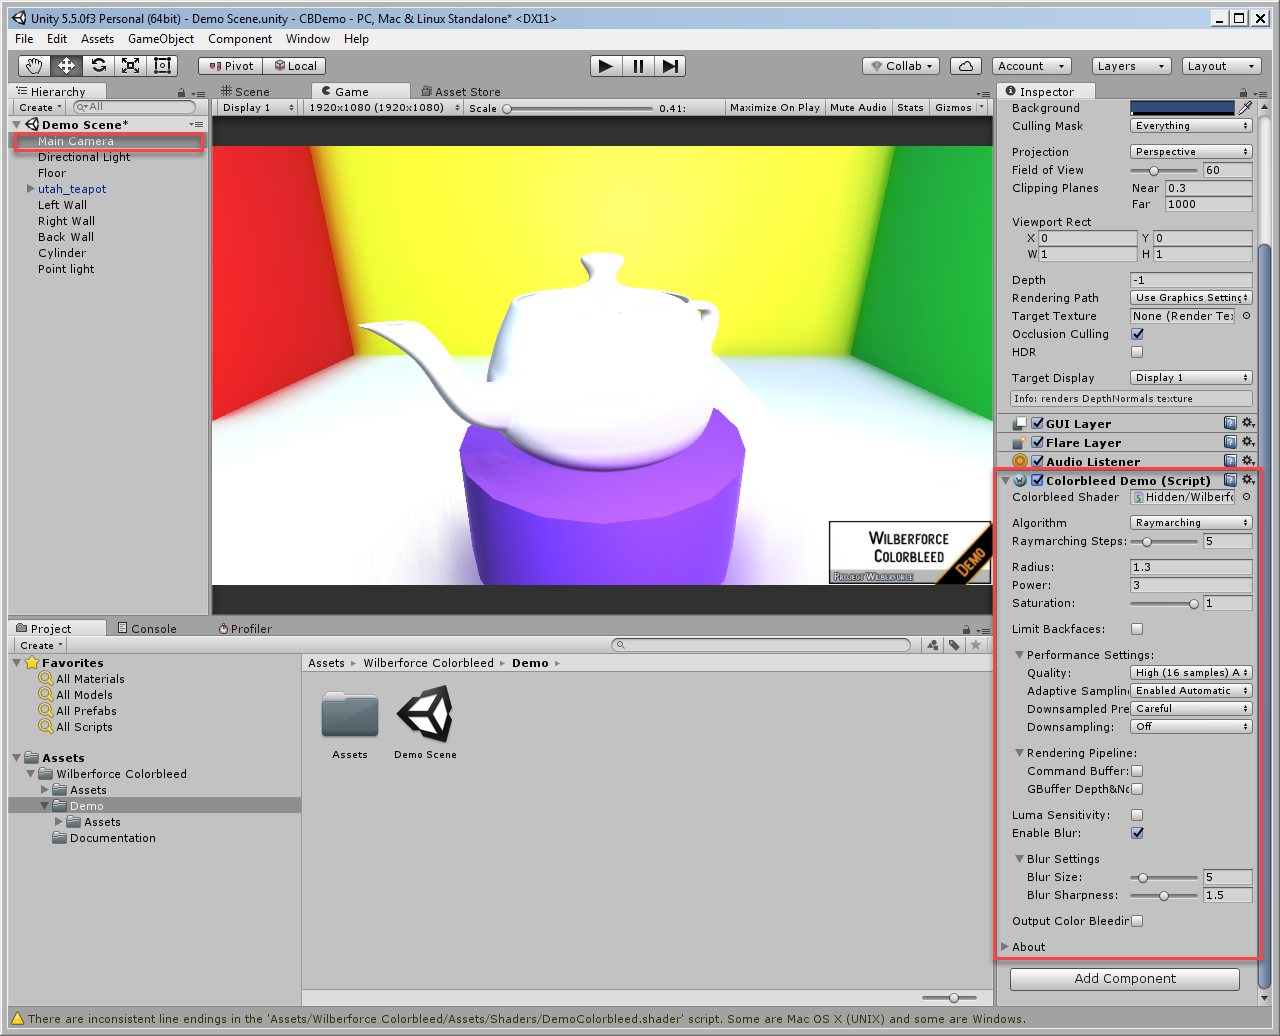 Unity 5.5.0f3 Personal (64bit) - Demo Scene.unity - CBDemo - PC, Mac & Linux Standalone* <DX11>
File Edit Assets GameObject Component Window Help
Pivot Local Collab Account Layers Layout
Hierarchy
Create All
Demo Scene*
Main Camera
Directional Light
Floor
utah_teapot
Left Wall
Right Wall
Back Wall
Cylinder
Point light
Scene Game Asset Store
Display 1 1920x1080 (1920x1080) Scale 0.41: Maximize On Play Mute Audio Stats Gizmos
WILBERFORCE
COLORBLEED
DEMO
PROJECT WILBERFORCE
Inspector
Background
Culling Mask Everything
Projection Perspective
Field of View 60
Clipping Planes Near 0.3
Far 1000
Viewport Rect
X 0 Y 0
W 1 H 1
Depth -1
Rendering Path Use Graphics Setting
Target Texture None (Render Te
Occlusion Culling
HDR
Target Display Display 1
Info: renders DepthNormals texture
GUI Layer
Flare Layer
Audio Listener
Colorbleed Demo (Script)
Colorbleed Shader Hidden/Wilberf
Algorithm Raymarching
Raymarching Steps: 5
Radius: 1.3
Power: 3
Saturation: 1
Limit Backfaces:
Performance Settings:
Quality: High (16 samples) A
Adaptive Samplin Enabled Automatic
Downsampled Pre Careful
Downsampling: Off
Rendering Pipeline:
Command Buffer:
GBuffer Depth&No
Luma Sensitivity:
Enable Blur:
Blur Settings
Blur Size: 5
Blur Sharpness: 1.5
Output Color Bleedin
About
Add Component
Project Console Profiler
Create
Favorites
All Materials
All Models
All Prefabs
All Scripts
Assets
Wilberforce Colorbleed
Assets
Demo
Assets
Documentation
Assets ▸ Wilberforce Colorbleed ▸ Demo ▸
Assets
Demo Scene
There are inconsistent line endings in the 'Assets/Wilberforce Colorbleed/Assets/Shaders/DemoColorbleed.shader' script. Some are Mac OS X (UNIX) and some are Windows.